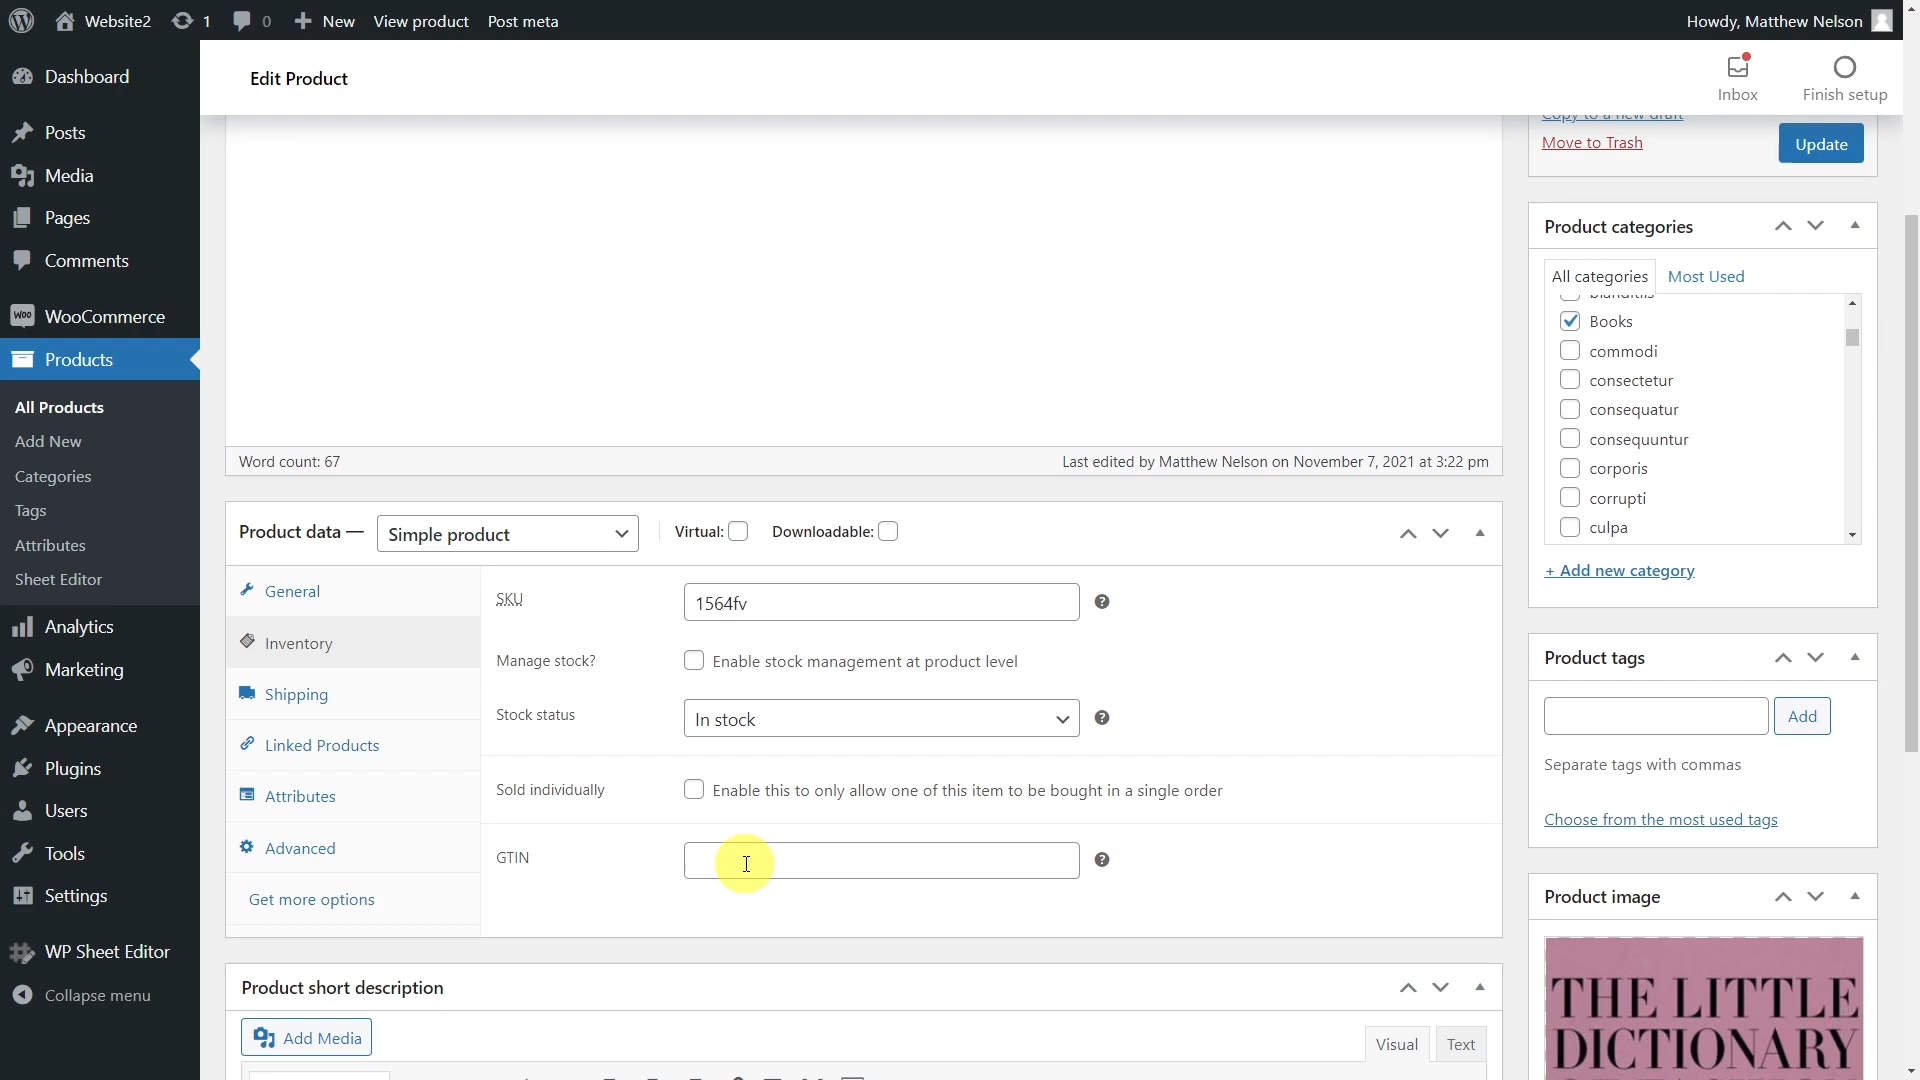 Website2 1 0 New View product Post meta Howdy, Matthew Nelson
Edit Product
Inbox
Finish setup
Dashboard
Posts
Media
Pages
Comments
WooCommerce
Products
All Products
Add New
Categories
Tags
Attributes
Sheet Editor
Analytics
Marketing
Appearance
Plugins
Users
Tools
Settings
WP Sheet Editor
Collapse menu
Word count: 67
Last edited by Matthew Nelson on November 7, 2021 at 3:22 pm
Product data — Simple product Virtual: Downloadable:
General
Inventory
Shipping
Linked Products
Attributes
Advanced
Get more options
SKU 1564fv
Manage stock? Enable stock management at product level
Stock status In stock
Sold individually Enable this to only allow one of this item to be bought in a single order
GTIN
Product short description
Add Media
Visual Text
Copy to a new draft
Move to Trash
Update
Product categories
All categories Most Used
blanditiis
Books
commodi
consectetur
consequatur
consequuntur
corporis
corrupti
culpa
+ Add new category
Product tags
Add
Separate tags with commas
Choose from the most used tags
Product image
THE LITTLE
DICTIONARY